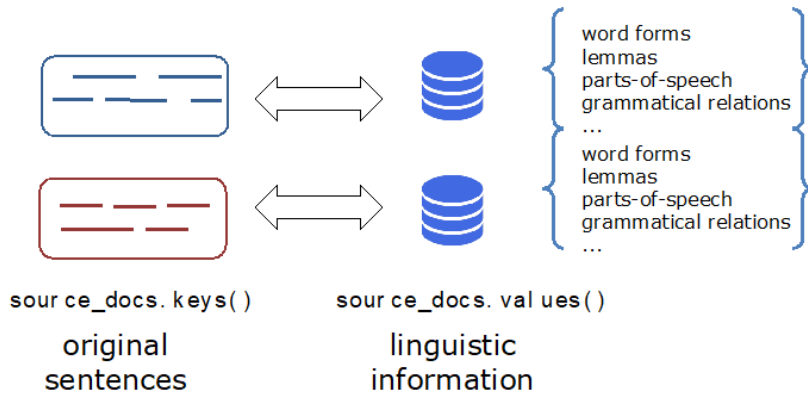 word forms
lemmas
parts-of-speech
grammatical relations
...
word forms
lemmas
parts-of-speech
grammatical relations
...
source_docs.keys()
source_docs.values()
original
sentences
linguistic
information